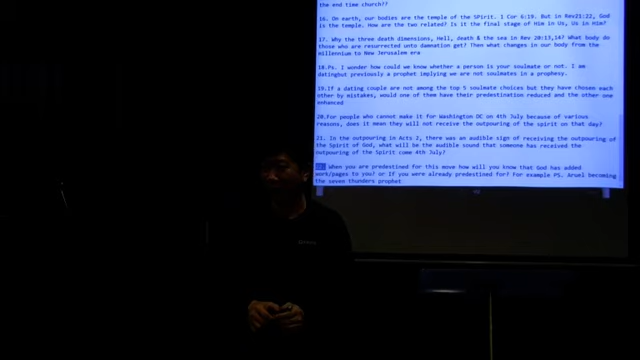 the end time church??
16. On earth, our bodies are the temple of the SPirit. 1 Cor 6:19. But in Rev21:22, God
is the temple. How are the two related? Is it the final stage of Him in Us, Us in Him?
17. Why the three death dimensions, Hell, death & the sea in Rev 20:13,14? What body do
those who are resurrected unto damnation get? Then what changes in our body from the
millennium to New Jerusalem era
18.Ps. I wonder how could we know whether a person is your soulmate or not. I am
datingbut previously a prophet implying we are not soulmates in a prophesy.
19.If a dating couple are not among the top 5 soulmate choices but they have chosen each
other by mistakes, would one of them have their predestination reduced and the other one
enhanced
20.For people who cannot make it for Washington DC on 4th July because of various
reasons, does it mean they will not receive the outpouring of the spirit on that day?
21. In the outpouring in Acts 2, there was an audible sign of receiving the outpouring of
the Spirit of God, what will be the audible sound that someone has received the
outpouring of the Spirit come 4th July?
22. When you are predestined for this move how will you know that God has added
work/pages to you? or If you were already predestined for? For example PS. Aruel becoming
the seven thunders prophet